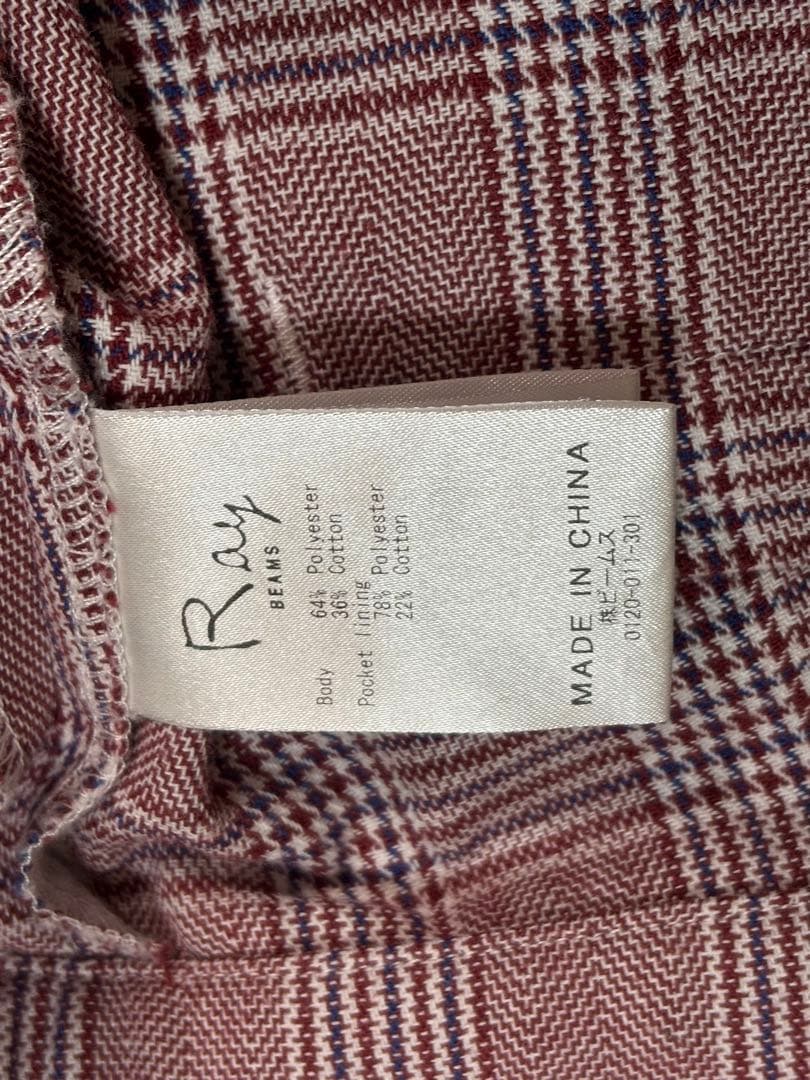 Ray
BEAMS
Body 64% Polyester
36% Cotton
Pocket lining
78% Polyester
22% Cotton
MADE IN CHINA
㈱ビームス
0120-011-301